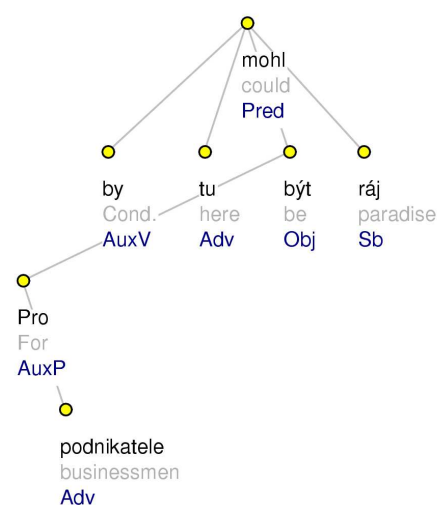 mohl
could
Pred
by
Cond.
AuxV
tu
here
Adv
být
be
Obj
ráj
paradise
Sb
Pro
For
AuxP
podnikatele
businessmen
Adv